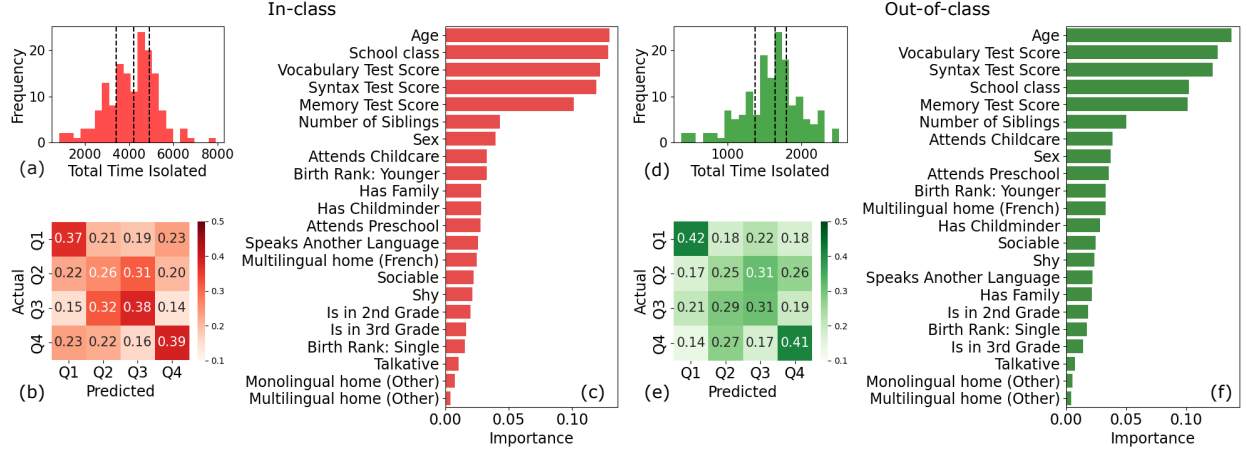 In-class
Out-of-class
Frequency
20
10
0
2000 4000 6000 8000
Total Time Isolated
(a)
Actual
Q1 0.37 0.21 0.19 0.23
Q2 0.22 0.26 0.31 0.20
Q3 0.15 0.32 0.38 0.14
Q4 0.23 0.22 0.16 0.39
Q1 Q2 Q3 Q4
Predicted
0.5
0.4
0.3
0.2
0.1
(b)
Age
School class
Vocabulary Test Score
Syntax Test Score
Memory Test Score
Number of Siblings
Sex
Attends Childcare
Birth Rank: Younger
Has Family
Has Childminder
Attends Preschool
Speaks Another Language
Multilingual home (French)
Sociable
Shy
Is in 2nd Grade
Is in 3rd Grade
Birth Rank: Single
Talkative
Monolingual home (Other)
Multilingual home (Other)
0.00 0.05 0.10
Importance
(c)
Frequency
20
10
0
1000 2000
Total Time Isolated
(d)
Actual
Q1 0.42 0.18 0.22 0.18
Q2 0.17 0.25 0.31 0.26
Q3 0.21 0.29 0.31 0.19
Q4 0.14 0.27 0.17 0.41
Q1 Q2 Q3 Q4
Predicted
0.5
0.4
0.3
0.2
0.1
(e)
Age
Vocabulary Test Score
Syntax Test Score
School class
Memory Test Score
Number of Siblings
Attends Childcare
Sex
Attends Preschool
Birth Rank: Younger
Multilingual home (French)
Has Childminder
Sociable
Shy
Speaks Another Language
Has Family
Is in 2nd Grade
Birth Rank: Single
Is in 3rd Grade
Talkative
Monolingual home (Other)
Multilingual home (Other)
0.00 0.05 0.10
Importance
(f)